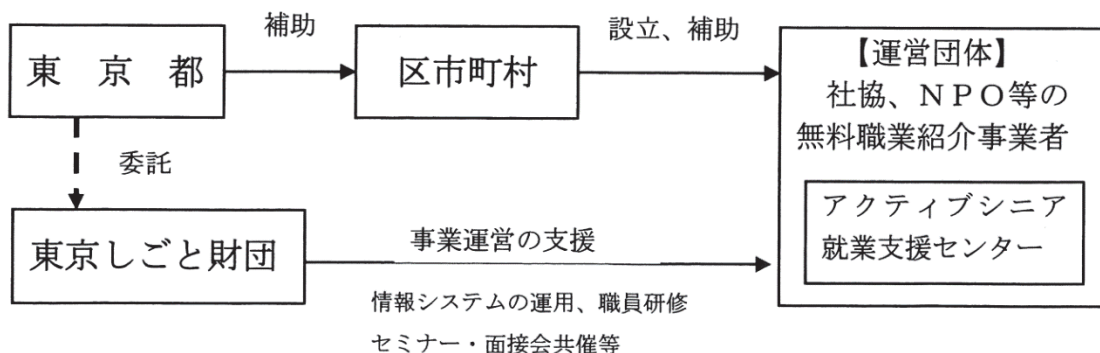 東　京　都
補助
区市町村
設立、補助
【運営団体】
社協、ＮＰＯ等の
無料職業紹介事業者
アクティブシニア
就業支援センター
委託
東京しごと財団
事業運営の支援
情報システムの運用、職員研修
セミナー・面接会共催等